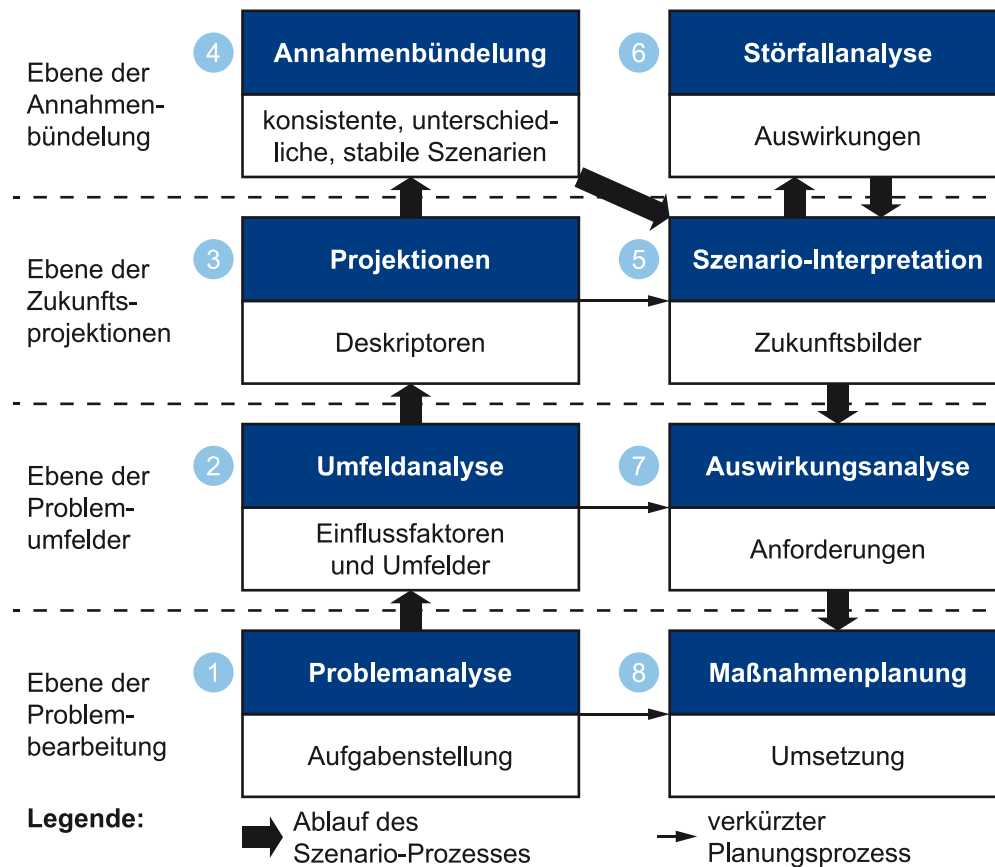 Ebene der
Annahmen-
bündelung
4
Annahmenbündelung
konsistente, unterschied-
liche, stabile Szenarien
6
Störfallanalyse
Auswirkungen
Ebene der
Zukunfts-
projektionen
3
Projektionen
Deskriptoren
5
Szenario-Interpretation
Zukunftsbilder
Ebene der
Problem-
umfelder
2
Umfeldanalyse
Einflussfaktoren
und Umfelder
7
Auswirkungsanalyse
Anforderungen
Ebene der
Problem-
bearbeitung
1
Problemanalyse
Aufgabenstellung
8
Maßnahmenplanung
Umsetzung
Legende:
Ablauf des
Szenario-Prozesses
verkürzter
Planungsprozess